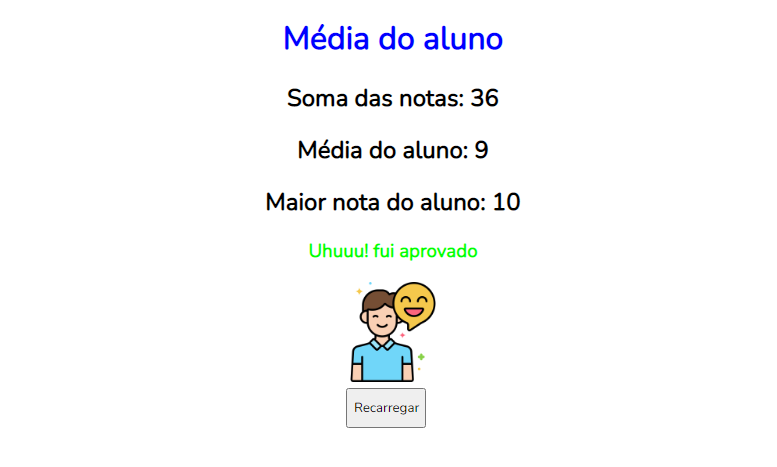 Média do aluno
Soma das notas: 36
Média do aluno: 9
Maior nota do aluno: 10
Uhuuu! fui aprovado
Recarregar